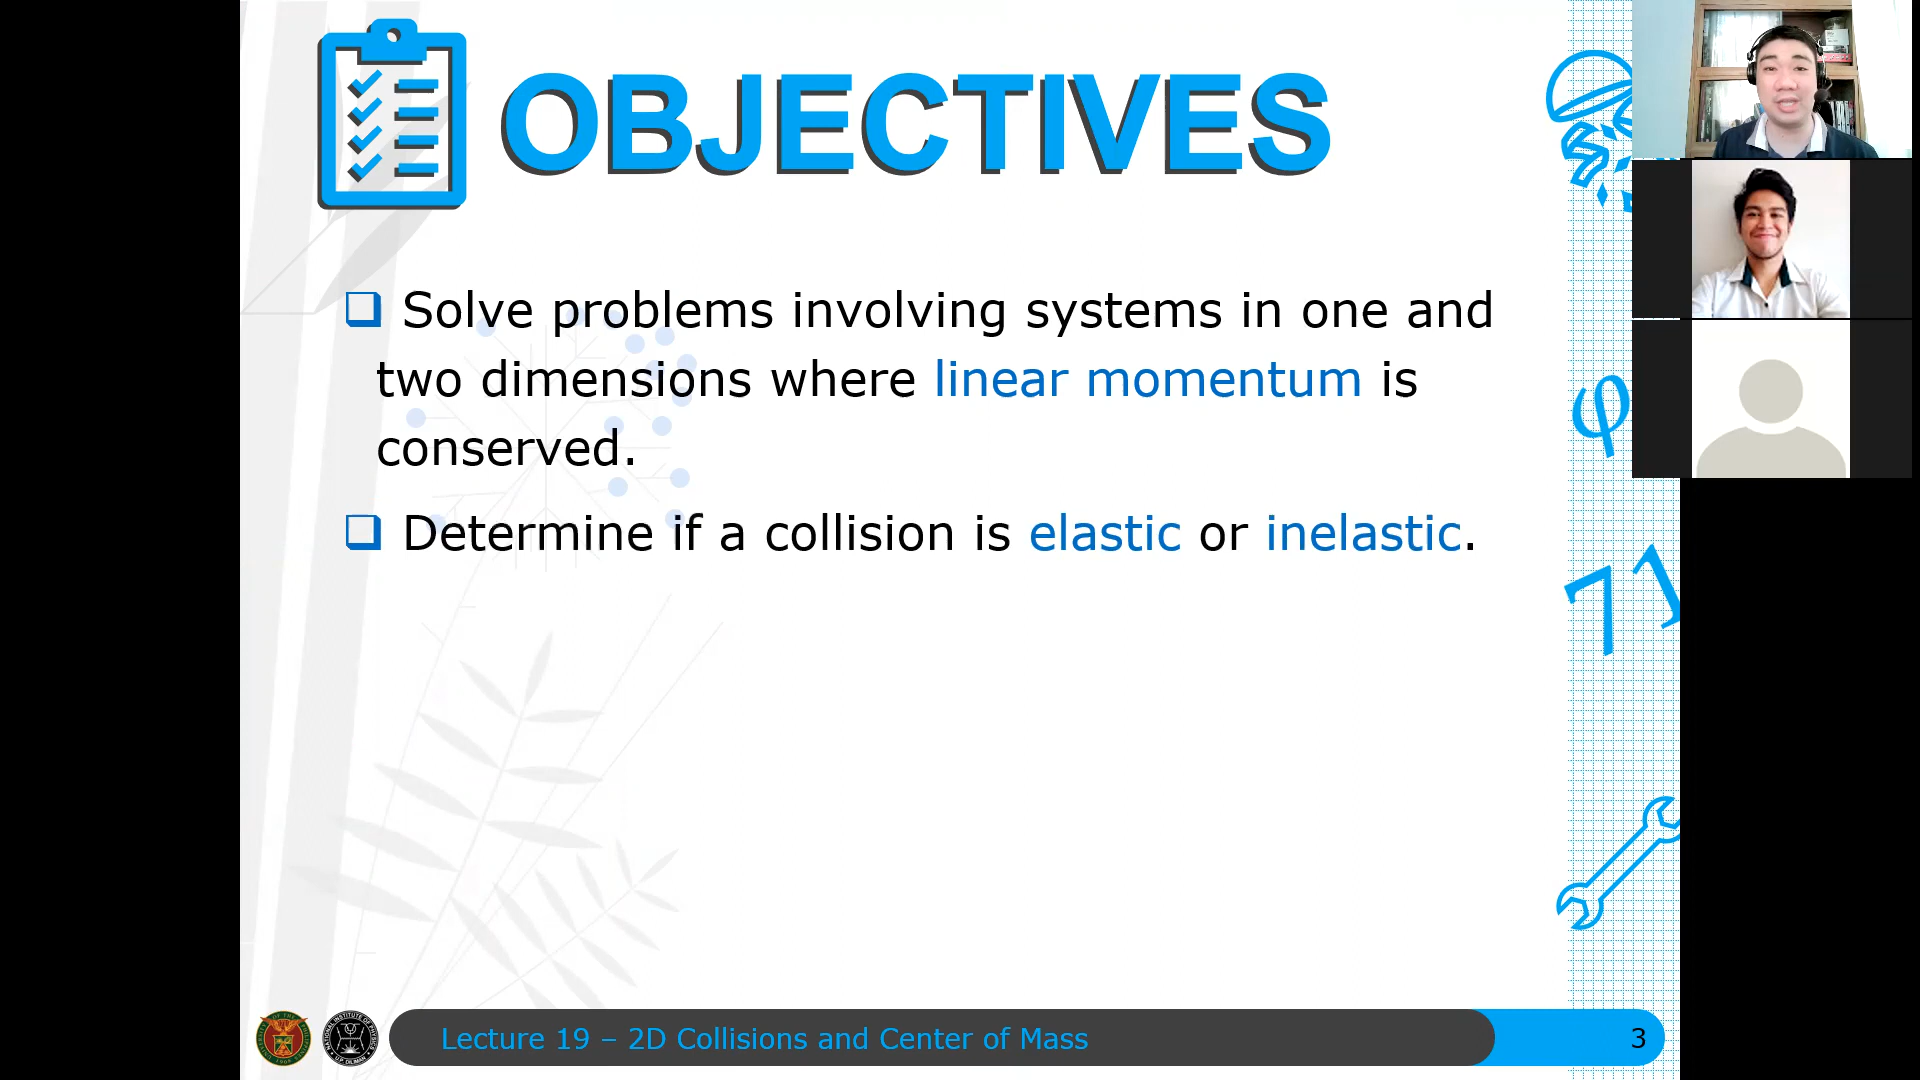 OBJECTIVES
Solve problems involving systems in one and
two dimensions where linear momentum is
conserved.
Determine if a collision is elastic or inelastic.
φ
71
Lecture 19 – 2D Collisions and Center of Mass
3